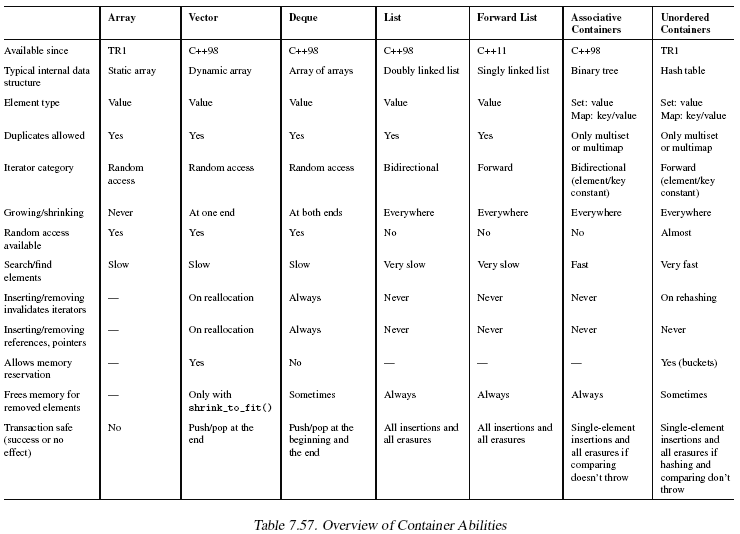 Array Vector Deque List Forward List Associative Containers Unordered Containers
Available since TR1 C++98 C++98 C++98 C++11 C++98 TR1
Typical internal data structure Static array Dynamic array Array of arrays Doubly linked list Singly linked list Binary tree Hash table
Element type Value Value Value Value Value Set: value Map: key/value Set: value Map: key/value
Duplicates allowed Yes Yes Yes Yes Yes Only multiset or multimap Only multiset or multimap
Iterator category Random access Random access Random access Bidirectional Forward Bidirectional (element/key constant) Forward (element/key constant)
Growing/shrinking Never At one end At both ends Everywhere Everywhere Everywhere Everywhere
Random access available Yes Yes Yes No No No Almost
Search/find elements Slow Slow Slow Very slow Very slow Fast Very fast
Inserting/removing invalidates iterators — On reallocation Always Never Never Never On rehashing
Inserting/removing references, pointers — On reallocation Always Never Never Never Never
Allows memory reservation — Yes No — — — Yes (buckets)
Frees memory for removed elements — Only with shrink_to_fit() Sometimes Always Always Always Sometimes
Transaction safe (success or no effect) No Push/pop at the end Push/pop at the beginning and the end All insertions and all erasures All insertions and all erasures Single-element insertions and all erasures if comparing doesn't throw Single-element insertions and all erasures if hashing and comparing don't throw
Table 7.57. Overview of Container Abilities